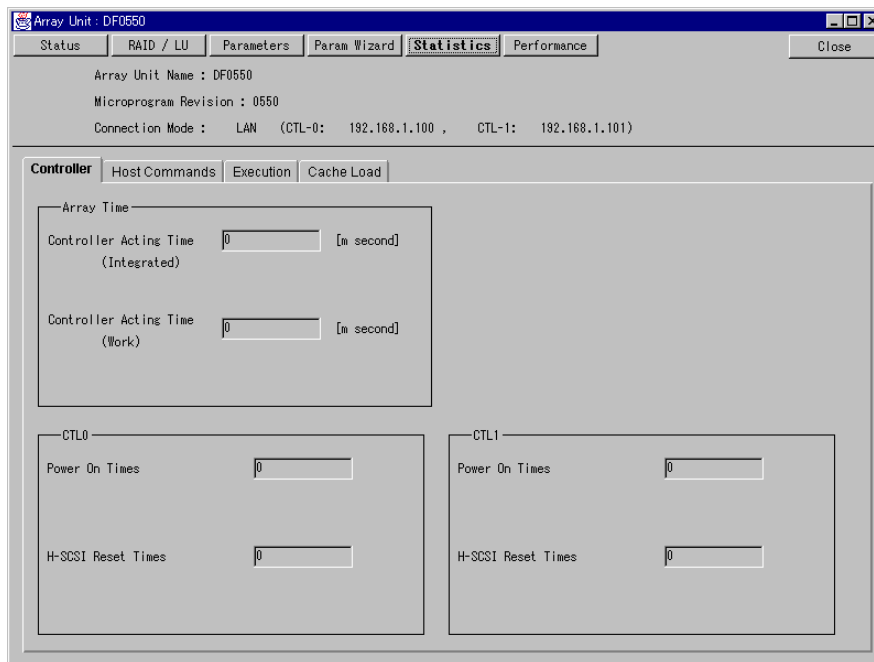 Array Unit : DF0550
Status RAID / LU Parameters Param Wizard Statistics Performance Close
Array Unit Name : DF0550
Microprogram Revision : 0550
Connection Mode : LAN (CTL-0: 192.168.1.100 , CTL-1: 192.168.1.101)
Controller Host Commands Execution Cache Load
Array Time
Controller Acting Time 0 [m second]
(Integrated)
Controller Acting Time 0 [m second]
(Work)
CTL0
Power On Times 0
H-SCSI Reset Times 0
CTL1
Power On Times 0
H-SCSI Reset Times 0